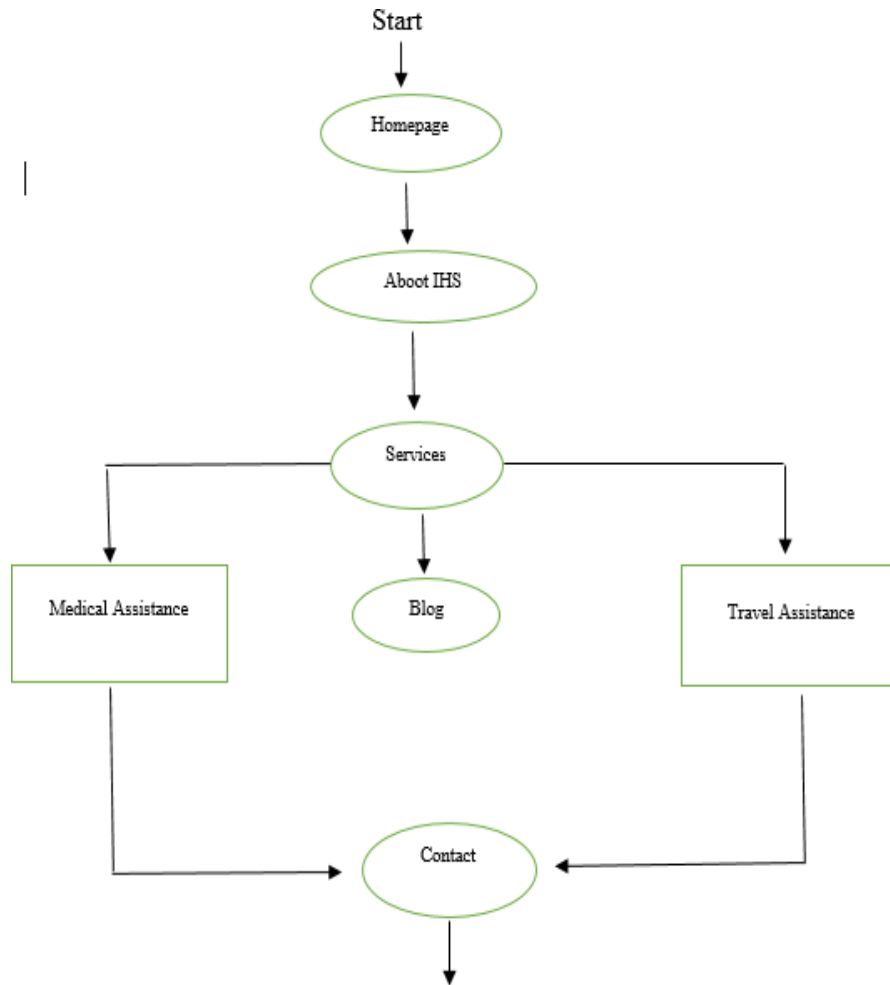 Start
Homepage
Aboot IHS
Services
Medical Assistance
Blog
Travel Assistance
Contact